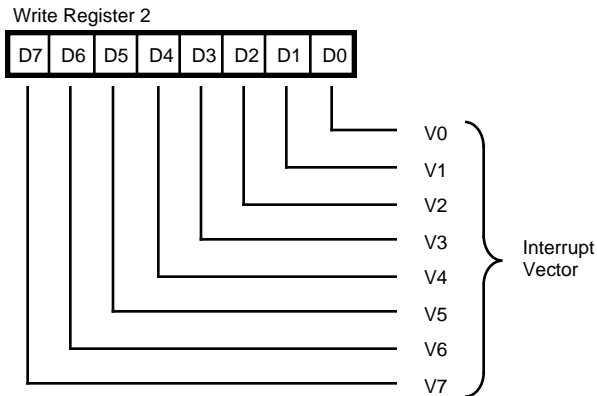 Write Register 2
D7 D6 D5 D4 D3 D2 D1 D0
V0
V1
V2
V3
V4
V5
V6
V7
Interrupt
Vector